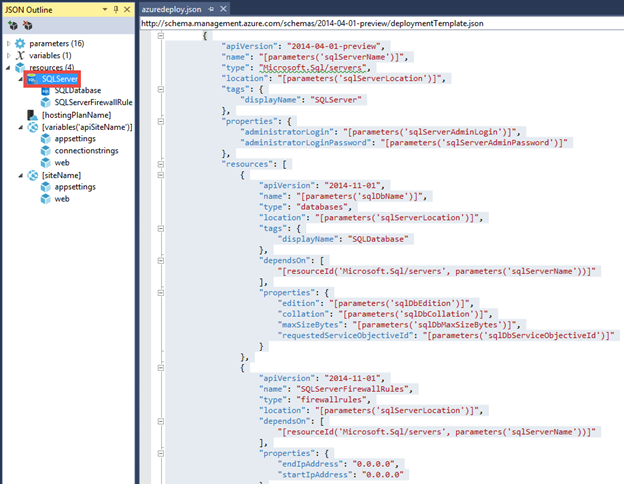 JSON Outline
parameters (16)
variables (1)
resources (4)
SQLServer
SQLDatabase
SQLServerFirewallRule
[hostingPlanName]
[variables('apiSiteName')]
appsettings
connectionstrings
web
[siteName]
appsettings
web
azuredeploy.json
http://schema.management.azure.com/schemas/2014-04-01-preview/deploymentTemplate.json
{
"apiVersion": "2014-04-01-preview",
"name": "[parameters('sqlServerName')]",
"type": "Microsoft.Sql/servers",
"location": "[parameters('sqlServerLocation')]",
"tags": {
"displayName": "SQLServer"
},
"properties": {
"administratorLogin": "[parameters('sqlServerAdminLogin')]",
"administratorLoginPassword": "[parameters('sqlServerAdminPassword')]"
},
"resources": [
{
"apiVersion": "2014-11-01",
"name": "[parameters('sqlDbName')]",
"type": "databases",
"location": "[parameters('sqlServerLocation')]",
"tags": {
"displayName": "SQLDatabase"
},
"dependsOn": [
"[resourceId('Microsoft.Sql/servers', parameters('sqlServerName'))]"
],
"properties": {
"edition": "[parameters('sqlDbEdition')]",
"collation": "[parameters('sqlDbCollation')]",
"maxSizeBytes": "[parameters('sqlDbMaxSizeBytes')]",
"requestedServiceObjectiveId": "[parameters('sqlDbServiceObjectiveId')]"
}
},
{
"apiVersion": "2014-11-01",
"name": "SQLServerFirewallRules",
"type": "firewallrules",
"location": "[parameters('sqlServerLocation')]",
"dependsOn": [
"[resourceId('Microsoft.Sql/servers', parameters('sqlServerName'))]"
],
"properties": {
"endIpAddress": "0.0.0.0",
"startIpAddress": "0.0.0.0"